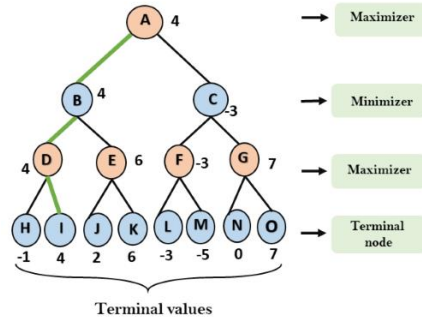 A 4 Maximizer
B 4 C -3 Minimizer
D 4 E 6 F -3 G 7 Maximizer
H I J K L M N O Terminal node
-1 4 2 6 -3 -5 0 7
Terminal values